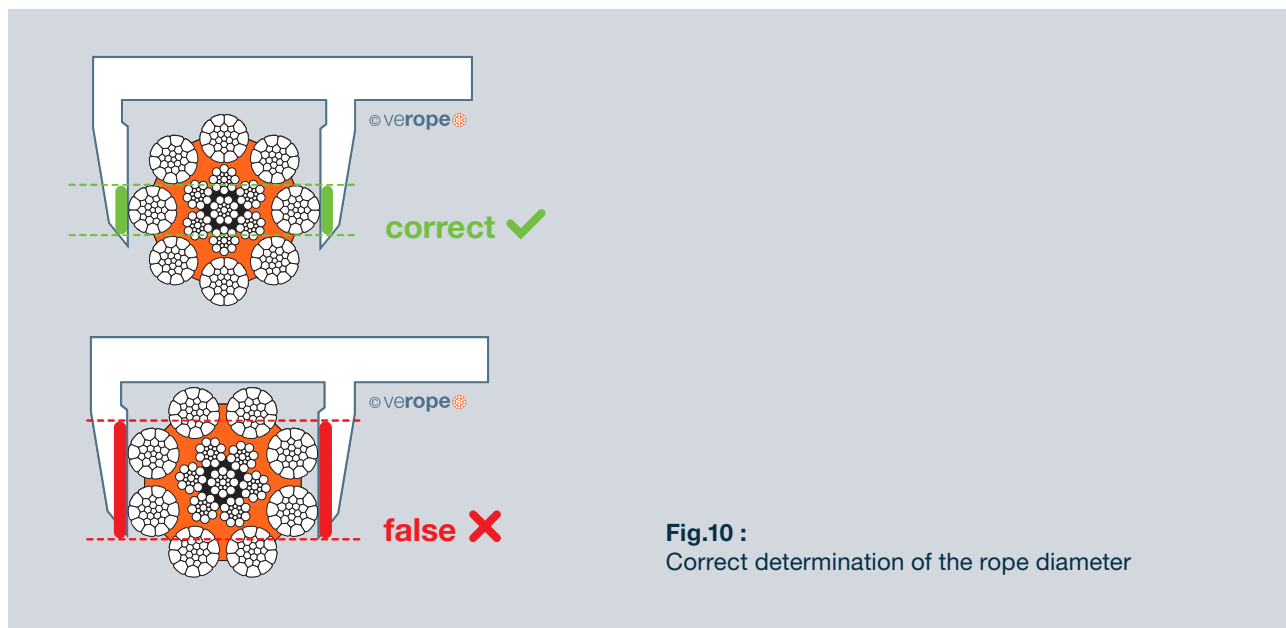 © verope
correct
© verope
false
Fig.10 :
Correct determination of the rope diameter